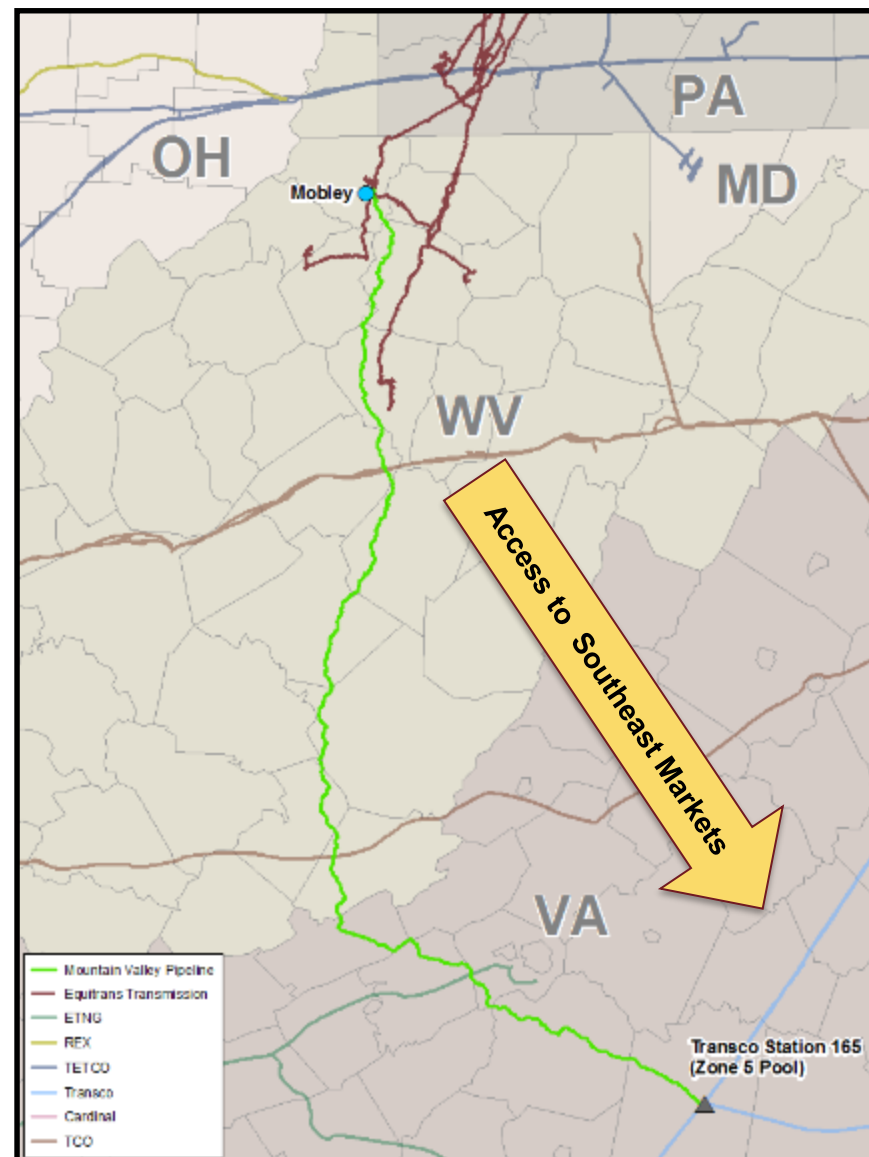 PA
OH
MD
Mobley
WV
Access to Southeast Markets
VA
Mountain Valley Pipeline
Equitrans Transmission
ETNG
REX
TETCO
Transco
Cardinal
TCO
Transco Station 165
(Zone 5 Pool)